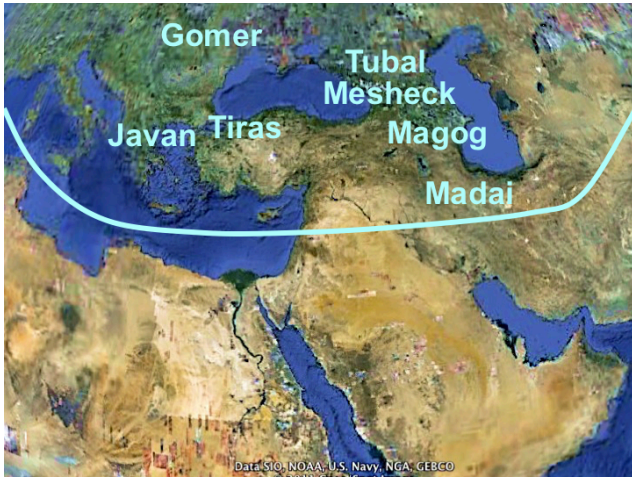 Gomer
Tubal
Mesheck
Javan Tiras
Magog
Madai
Data SIO, NOAA, U.S. Navy, NGA, GEBCO